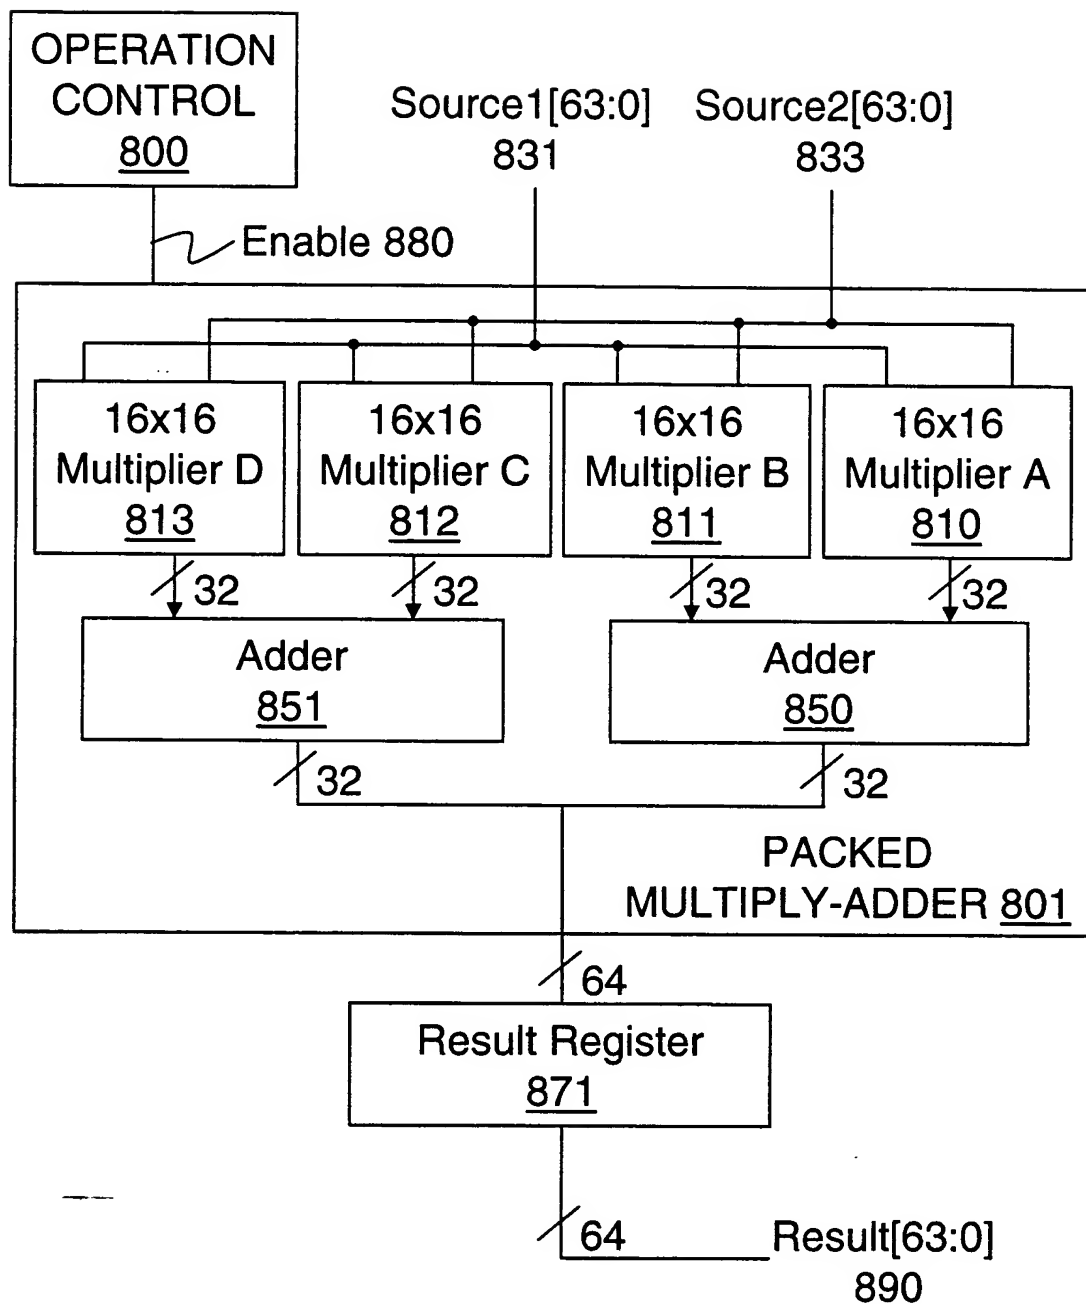 OPERATION
CONTROL
800
Source1[63:0]
831
Source2[63:0]
833
Enable 880
16x16
Multiplier D
813
16x16
Multiplier C
812
16x16
Multiplier B
811
16x16
Multiplier A
810
32
32
32
32
Adder
851
Adder
850
32
32
PACKED
MULTIPLY-ADDER 801
64
Result Register
871
64
Result[63:0]
890